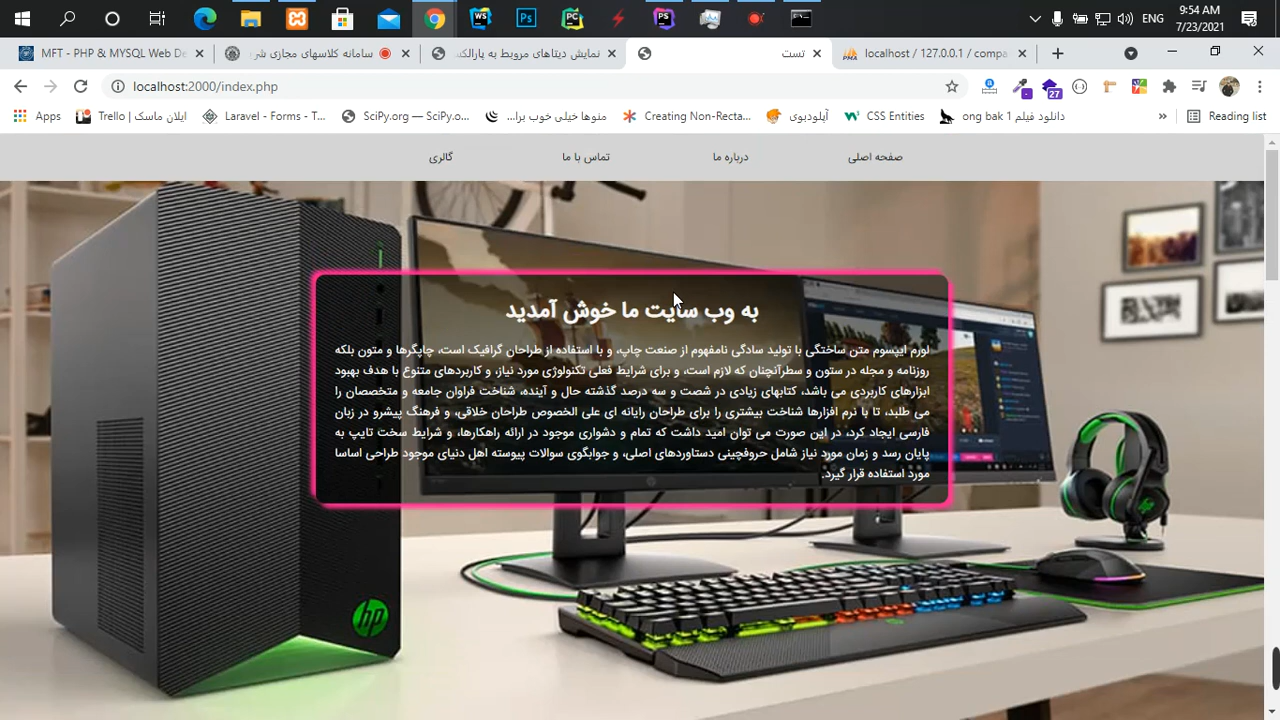 ENG
9:54 AM
7/23/2021
MFT - PHP & MYSQL Web De
سامانه کلاسهای مجازی شر
نمایش دیتاهای مربوط به پارالکس
تست
localhost / 127.0.0.1 / compa
localhost:2000/index.php
27
Apps
ایلان ماسک | Trello
Laravel - Forms - T...
SciPy.org — SciPy.o...
منوها خیلی خوب برا...
Creating Non-Recta...
آپلودبوی
CSS Entities
دانلود فیلم ong bak 1
»
Reading list
صفحه اصلی
درباره ما
تماس با ما
گالری
به وب سایت ما خوش آمدید
لورم ایپسوم متن ساختگی با تولید سادگی نامفهوم از صنعت چاپ، و با استفاده از طراحان گرافیک است، چاپگرها و متون بلکه
روزنامه و مجله در ستون و سطرآنچنان که لازم است، و برای شرایط فعلی تکنولوژی مورد نیاز، و کاربردهای متنوع با هدف بهبود
ابزارهای کاربردی می باشد، کتابهای زیادی در شصت و سه درصد گذشته حال و آینده، شناخت فراوان جامعه و متخصصان را
می طلبد، تا با نرم افزارها شناخت بیشتری را برای طراحان رایانه ای علی الخصوص طراحان خلاقی، و فرهنگ پیشرو در زبان
فارسی ایجاد کرد، در این صورت می توان امید داشت که تمام و دشواری موجود در ارائه راهکارها، و شرایط سخت تایپ به
پایان رسد و زمان مورد نیاز شامل حروفچینی دستاوردهای اصلی، و جوابگوی سوالات پیوسته اهل دنیای موجود طراحی اساسا
مورد استفاده قرار گیرد.
hp